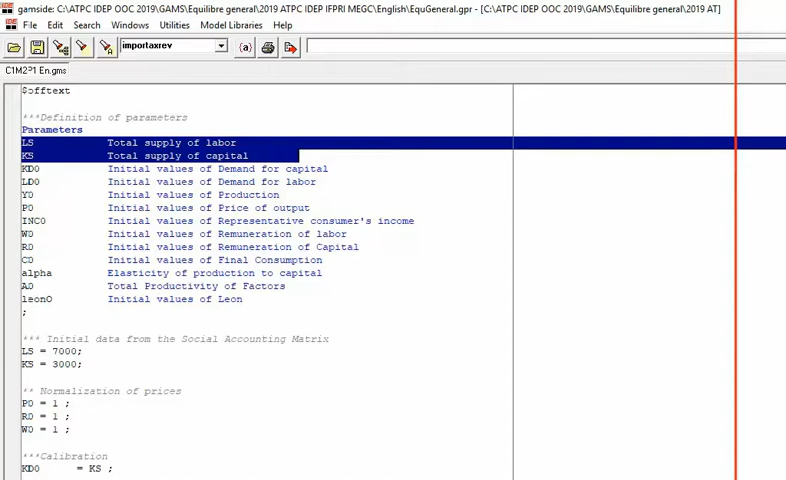 gamside: C:\ATPC IDEP OOC 2019\GAMS\Equilibre general\2019 ATPC IDEP IFPRI MEGC\English\EquGeneral.gpr - [C:\ATPC IDEP OOC 2019\GAMS\Equilibre general\2019 AT]
IDE File Edit Search Windows Utilities Model Libraries Help
importaxrev {a}
C1M2P1 En.gms
$offtext
***Definition of parameters
Parameters
LS Total supply of labor
KS Total supply of capital
KD0 Initial values of Demand for capital
LD0 Initial values of Demand for labor
Y0 Initial values of Production
P0 Initial values of Price of output
INC0 Initial values of Representative consumer's income
W0 Initial values of Remuneration of labor
R0 Initial values of Remuneration of Capital
C0 Initial values of Final Consumption
alpha Elasticity of production to capital
A0 Total Productivity of Factors
leon0 Initial values of Leon
;
*** Initial data from the Social Accounting Matrix
LS = 7000;
KS = 3000;
** Normalization of prices
P0 = 1 ;
R0 = 1 ;
W0 = 1 ;
***Calibration
KD0 = KS ;